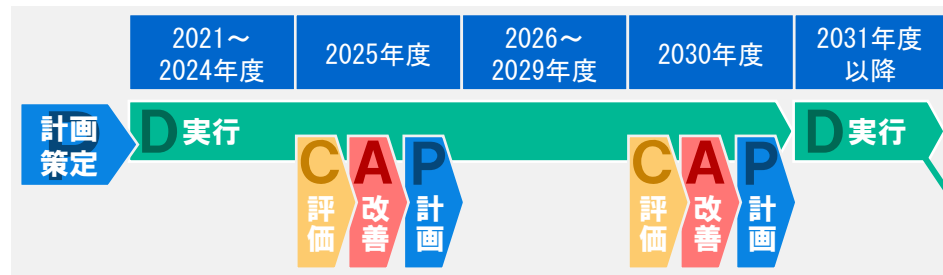 2021～
2024年度
2025年度
2026～
2029年度
2030年度
2031年度
以降
P
計画
策定
D 実行
D 実行
C
評価
A
改善
P
計画
C
評価
A
改善
P
計画